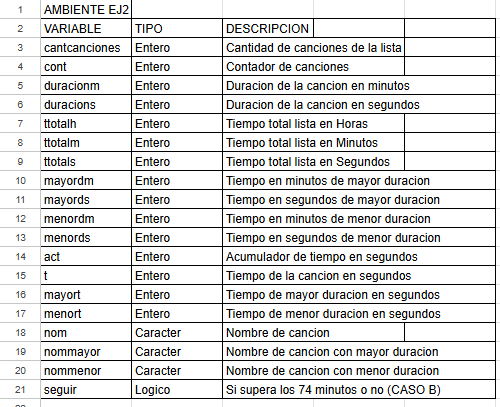 1 AMBIENTE EJ2
2 VARIABLE TIPO DESCRIPCION
3 cantcanciones Entero Cantidad de canciones de la lista
4 cont Entero Contador de canciones
5 duracionm Entero Duracion de la cancion en minutos
6 duracions Entero Duracion de la cancion en segundos
7 ttotalh Entero Tiempo total lista en Horas
8 ttotalm Entero Tiempo total lista en Minutos
9 ttotals Entero Tiempo total lista en Segundos
10 mayordm Entero Tiempo en minutos de mayor duracion
11 mayords Entero Tiempo en segundos de mayor duracion
12 menordm Entero Tiempo en minutos de menor duracion
13 menords Entero Tiempo en segundos de menor duracion
14 act Entero Acumulador de tiempo en segundos
15 t Entero Tiempo de la cancion en segundos
16 mayort Entero Tiempo de mayor duracion en segundos
17 menort Entero Tiempo de menor duracion en segundos
18 nom Caracter Nombre de cancion
19 nommayor Caracter Nombre de cancion con mayor duracion
20 nommenor Caracter Nombre de cancion con menor duracion
21 seguir Logico Si supera los 74 minutos o no (CASO B)